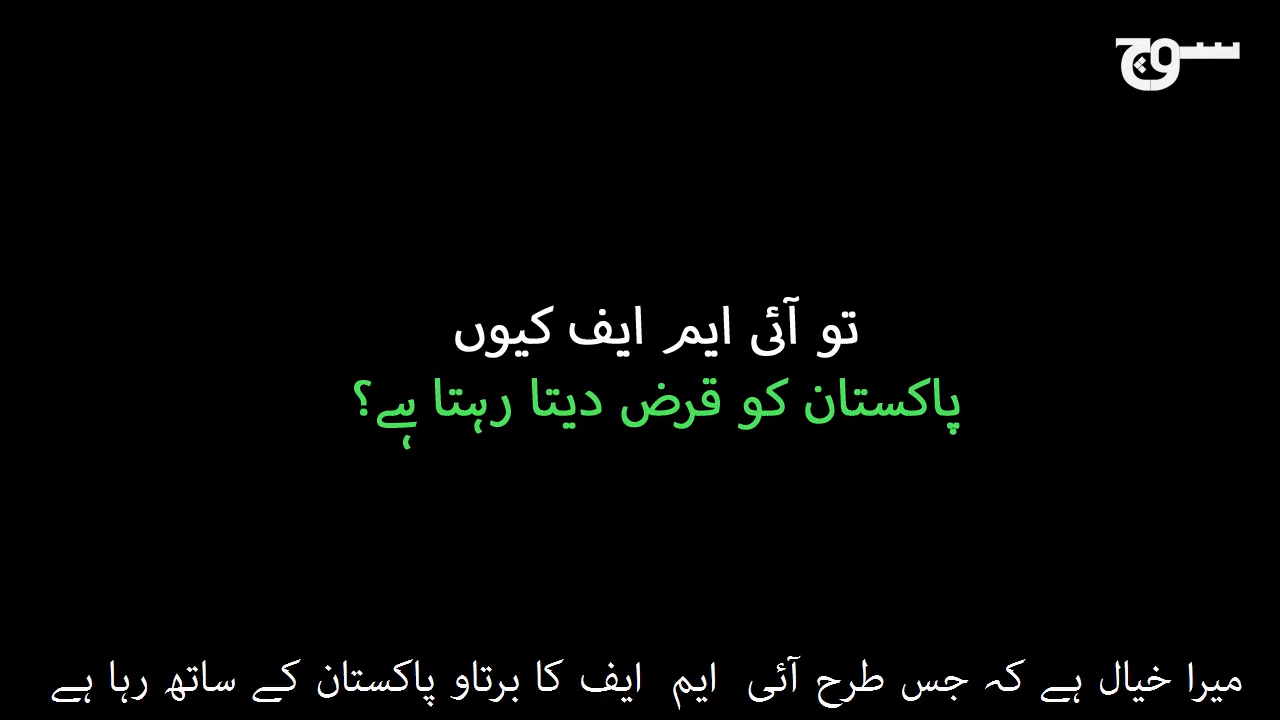 سوچ
تو آئی ایم ایف کیوں
پاکستان کو قرض دیتا رہتا ہے؟
میرا خیال ہے کہ جس طرح آئی ایم ایف کا برتاو پاکستان کے ساتھ رہا ہے